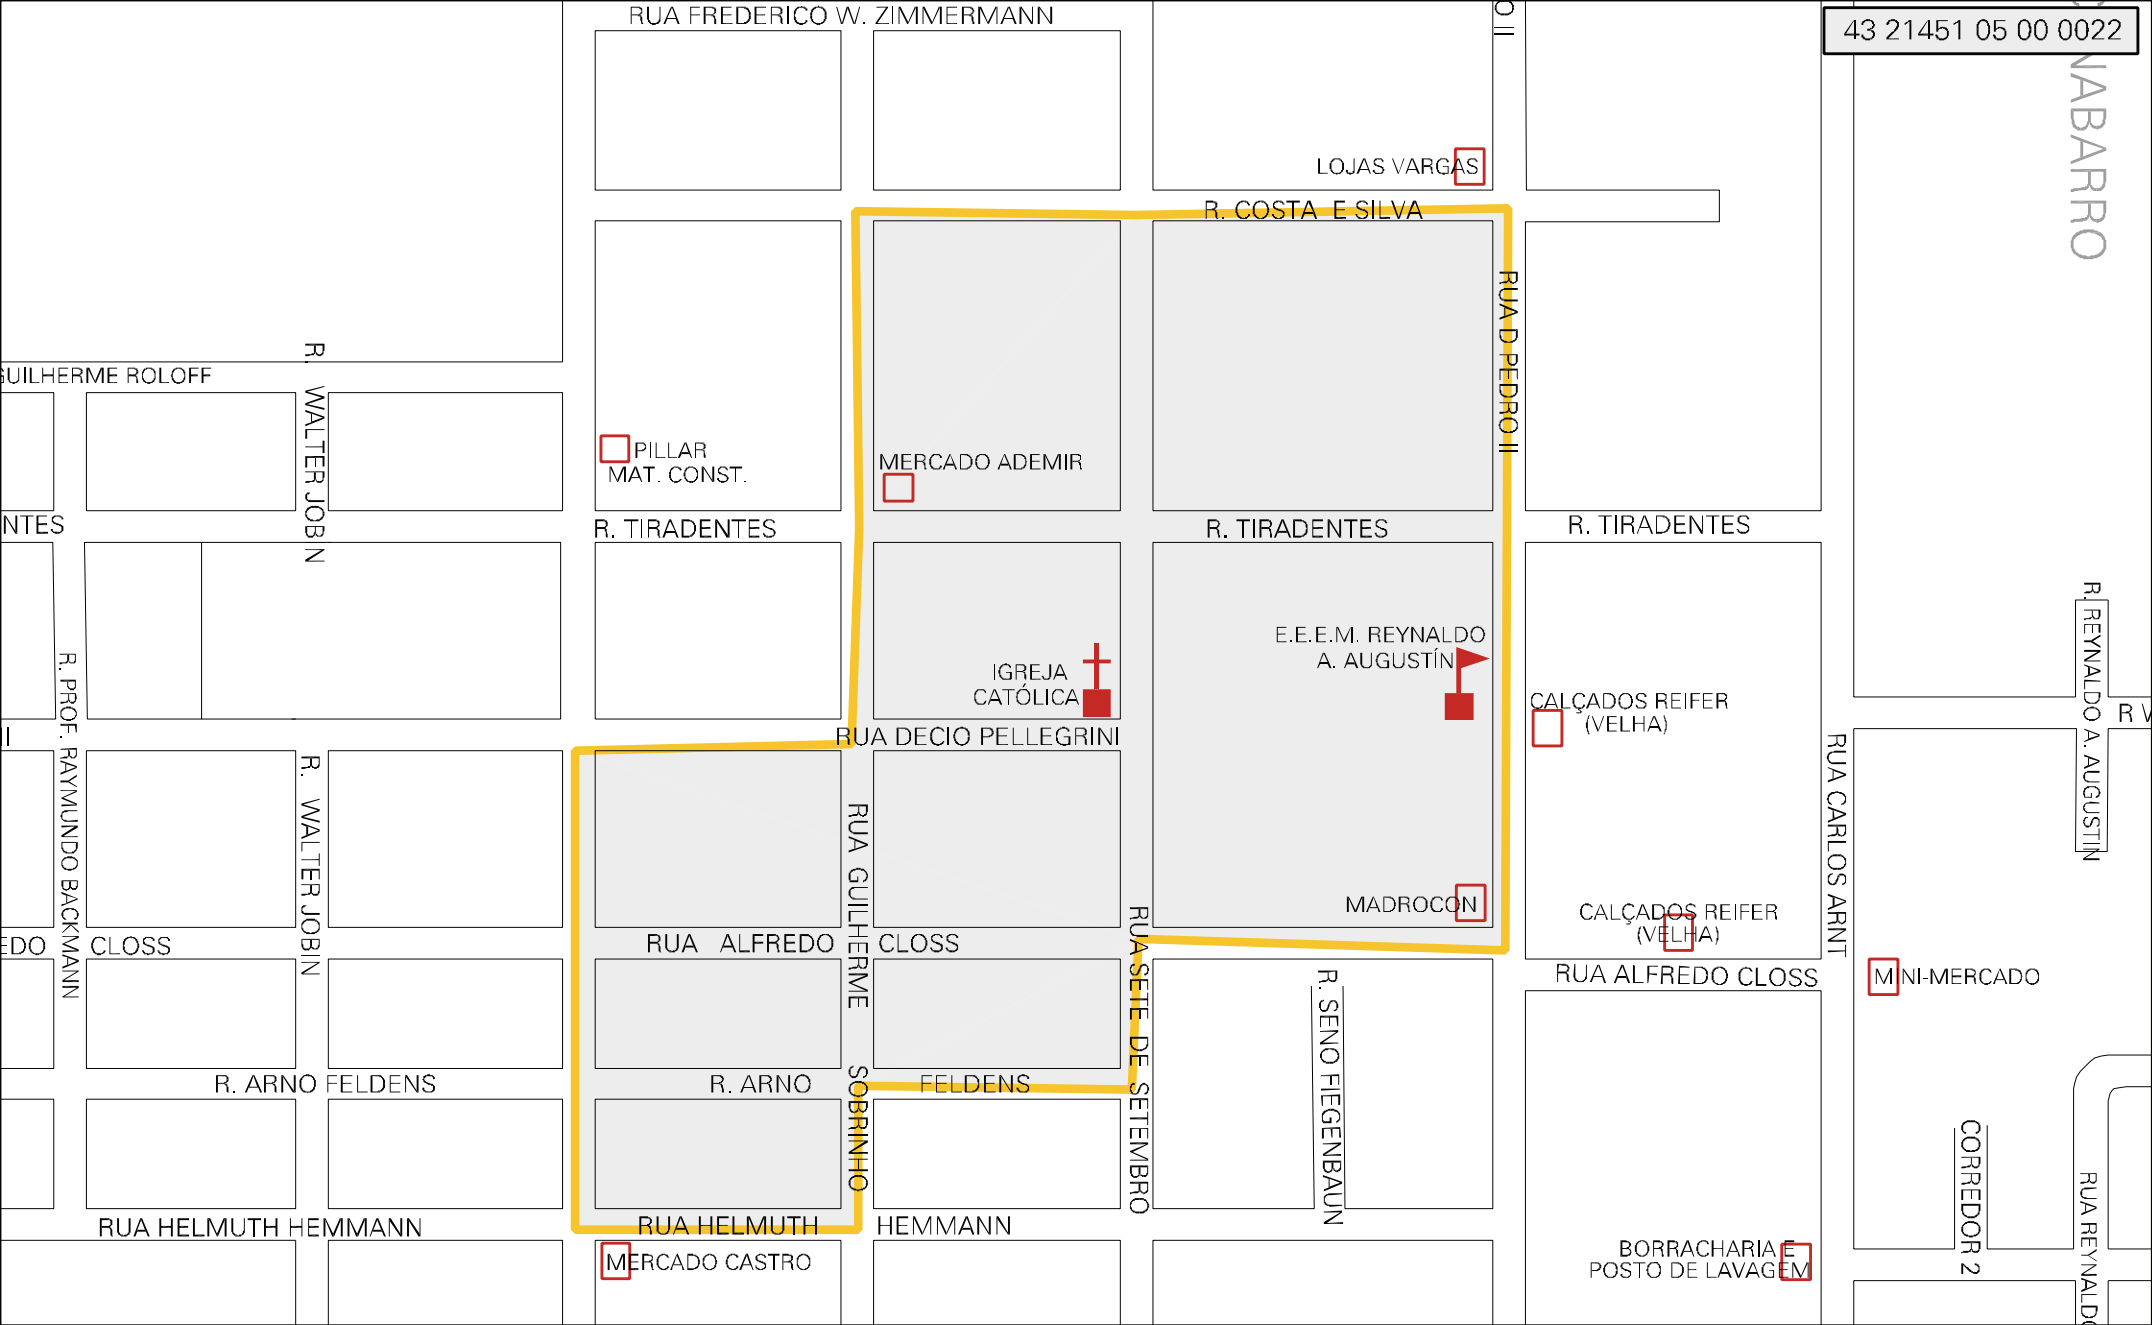 RUA FREDERICO W. ZIMMERMANN
O II
43 21451 05 00 0022
NABARRO
LOJAS VARGAS
R. COSTA E SILVA
RUA D PEDRO II
GUILHERME ROLOFF
R. WALTER JOBIN
PILLAR
MAT. CONST.
MERCADO ADEMIR
NTES
R. TIRADENTES
R. TIRADENTES
R. TIRADENTES
R. PROF. RAYMUNDO BACKMANN
IGREJA
CATÓLICA
E.E.E.M. REYNALDO
A. AUGUSTÍN
CALÇADOS REIFER
(VELHA)
R. REYNALDO A. AUGUSTIN
R W
I
RUA DECIO PELLEGRINI
R. WALTER JOBIN
RUA GUILHERME SOBRINHO
RUA CARLOS ARNT
MADROCON
CALÇADOS REIFER
(VELHA)
EDO CLOSS
RUA ALFREDO CLOSS
RUA SETE DE SETEMBRO
R. SENO FIEGENBAUN
RUA ALFREDO CLOSS
MINI-MERCADO
R. ARNO FELDENS
R. ARNO FELDENS
CORREDOR 2
RUA REYNALDO
RUA HELMUTH HEMMANN
RUA HELMUTH HEMMANN
MERCADO CASTRO
BORRACHARIA E
POSTO DE LAVAGEM